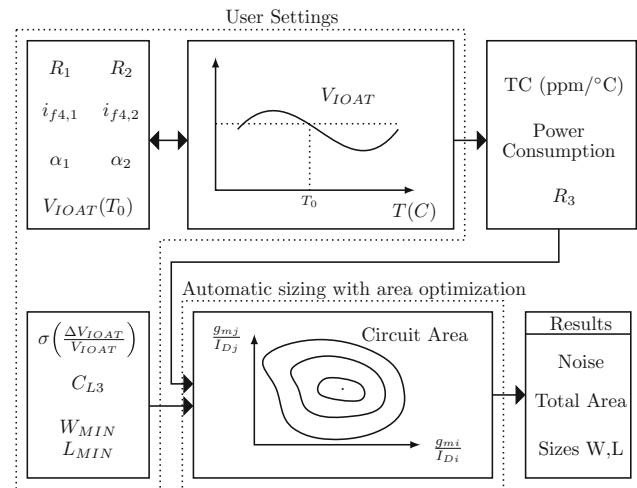 User Settings
R1 R2
if4,1 if4,2
α1 α2
VIOAT(T0)
VIOAT
T0
T(C)
TC (ppm/°C)
Power
Consumption
R3
Automatic sizing with area optimization
σ(ΔVIOAT/VIOAT)
CL3
WMIN
LMIN
gmj/IDj
Circuit Area
gmi/IDi
Results
Noise
Total Area
Sizes W,L